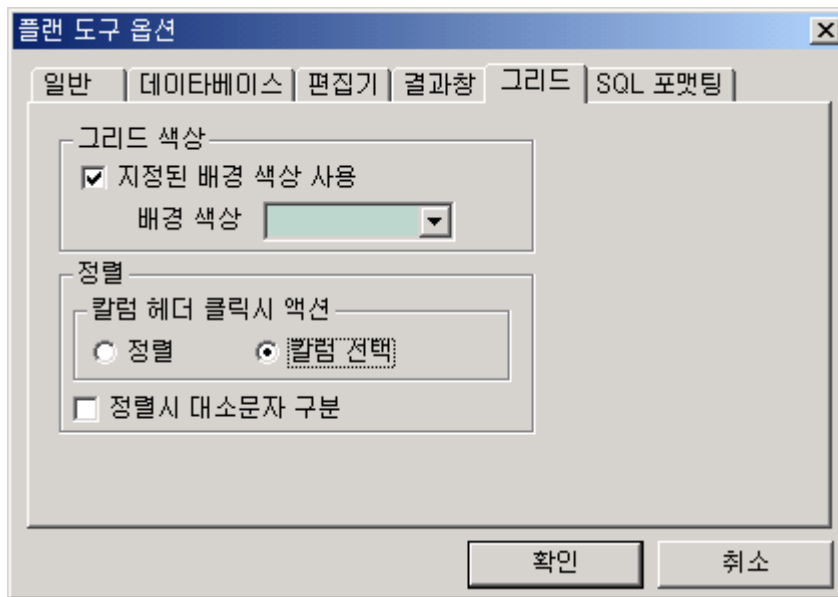 플랜 도구 옵션
일반 데이타베이스 편집기 결과창 그리드 SQL 포맷팅
그리드 색상
지정된 배경 색상 사용
배경 색상
정렬
칼럼 헤더 클릭시 액션
정렬 칼럼 선택
정렬시 대소문자 구분
확인 취소